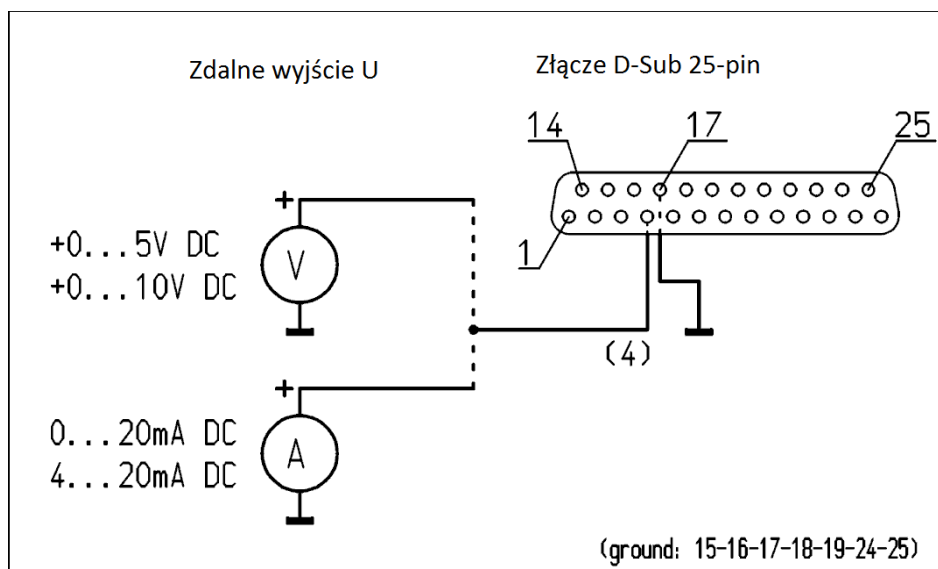 Zdalne wyjście U
Złącze D-Sub 25-pin
14
17
25
1
+
+0...5V DC
+0...10V DC
V
(4)
+
0...20mA DC
4...20mA DC
A
(ground: 15-16-17-18-19-24-25)